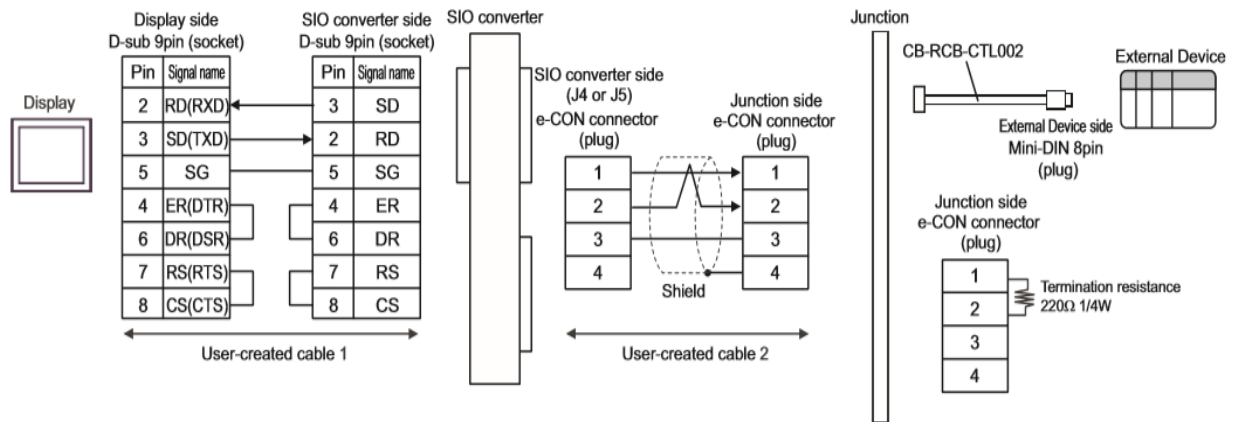 Display
Display side
D-sub 9pin (socket)
Pin Signal name
2 RD(RXD)
3 SD(TXD)
5 SG
4 ER(DTR)
6 DR(DSR)
7 RS(RTS)
8 CS(CTS)
SIO converter side
D-sub 9pin (socket)
Pin Signal name
3 SD
2 RD
5 SG
4 ER
6 DR
7 RS
8 CS
User-created cable 1
SIO converter
SIO converter side
(J4 or J5)
e-CON connector
(plug)
1
2
3
4
Shield
Junction side
e-CON connector
(plug)
1
2
3
4
User-created cable 2
Junction
CB-RCB-CTL002
External Device
External Device side
Mini-DIN 8pin
(plug)
Junction side
e-CON connector
(plug)
1
2
3
4
Termination resistance
220Ω 1/4W